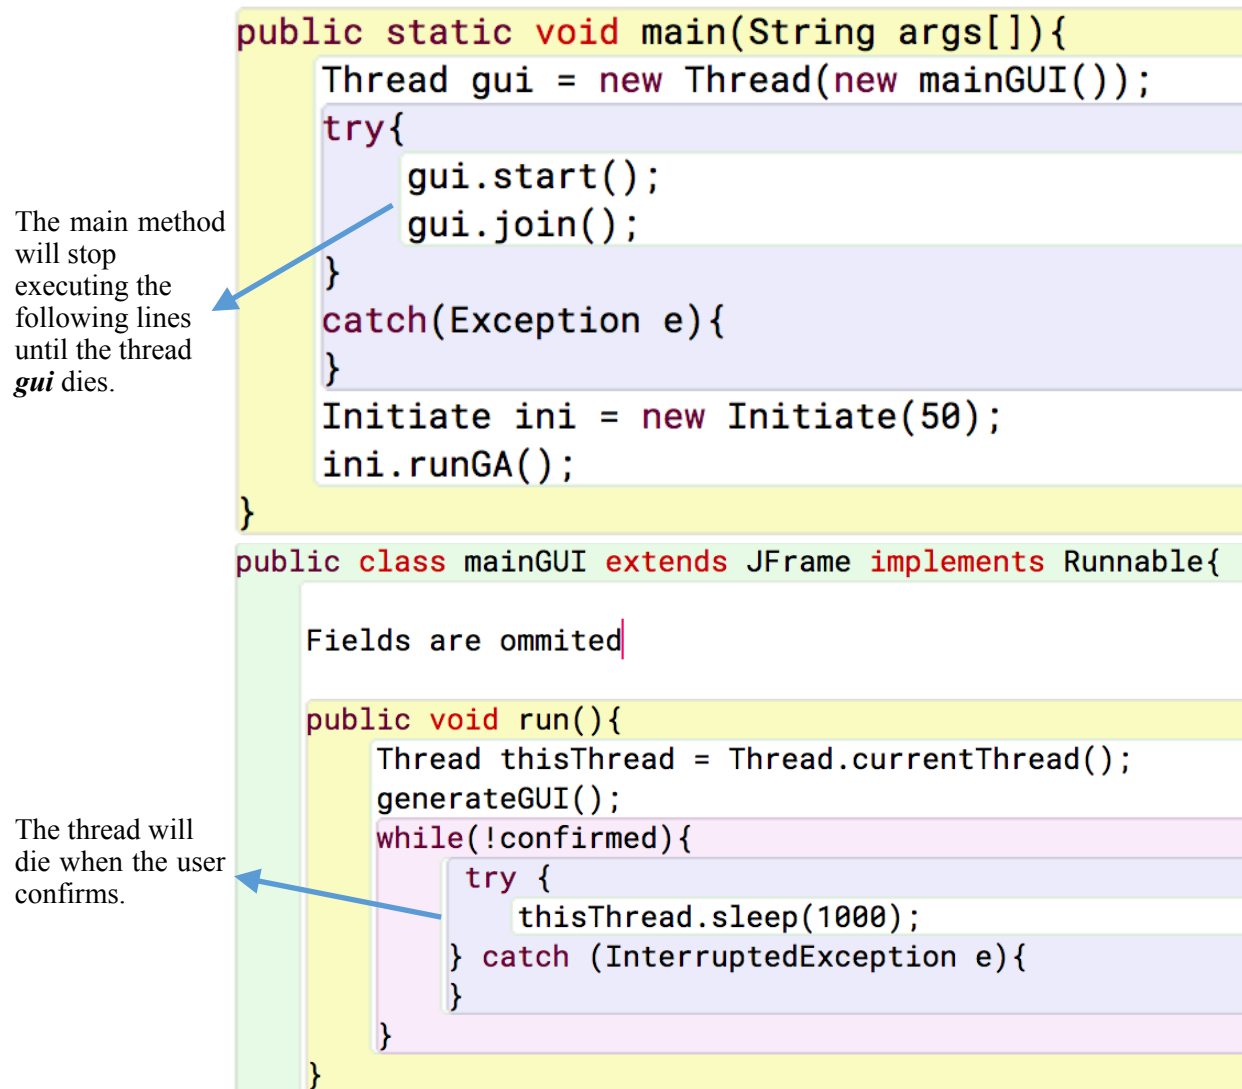 public static void main(String args[]){
Thread gui = new Thread(new mainGUI());
try{
gui.start();
gui.join();
}
catch(Exception e){
}
Initiate ini = new Initiate(50);
ini.runGA();
}
The main method
will stop
executing the
following lines
until the thread
gui dies.
public class mainGUI extends JFrame implements Runnable{
Fields are ommited
public void run(){
Thread thisThread = Thread.currentThread();
generateGUI();
while(!confirmed){
try {
thisThread.sleep(1000);
} catch (InterruptedException e){
}
}
}
The thread will
die when the user
confirms.